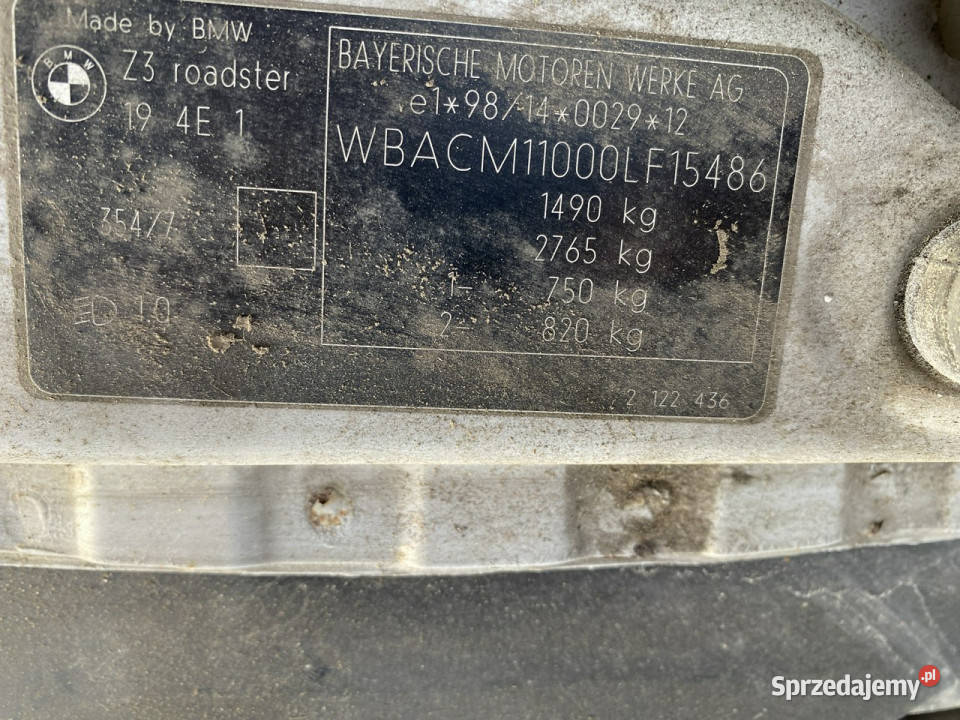 Made by BMW
BMW
Z3 roadster
19 4E 1
354/7
10
BAYERISCHE MOTOREN WERKE AG
e1*98/14*0029*12
WBACM11000LF15486
1490 kg
2765 kg
1- 750 kg
2- 820 kg
2 122 436
Sprzedajemy.pl